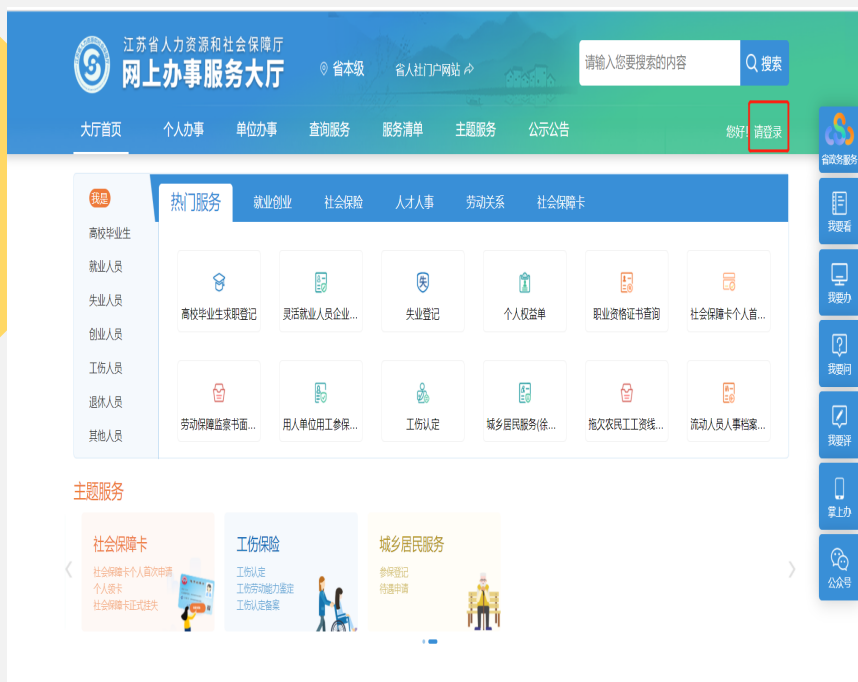 江苏省人力资源和社会保障厅
网上办事服务大厅
省本级
省人社门户网站
请输入您要搜索的内容
搜索
大厅首页
个人办事
单位办事
查询服务
服务清单
主题服务
公示公告
您好!
请登录
省政务服务
我要看
我要办
我要问
我要评
掌上办
公众号
我是
高校毕业生
就业人员
失业人员
创业人员
工伤人员
退休人员
其他人员
热门服务
就业创业
社会保险
人才人事
劳动关系
社会保障卡
高校毕业生求职登记
灵活就业人员企业...
失业登记
个人权益单
职业资格证书查询
社会保障卡个人首...
劳动保障监察书面...
用人单位用工参保...
工伤认定
城乡居民服务(徐...
拖欠农民工工资线...
流动人员人事档案...
主题服务
社会保障卡
社会保障卡个人首次申请
个人领卡
社会保障卡正式挂失
工伤保险
工伤认定
工伤劳动能力鉴定
工伤认定备案
城乡居民服务
参保登记
待遇申请